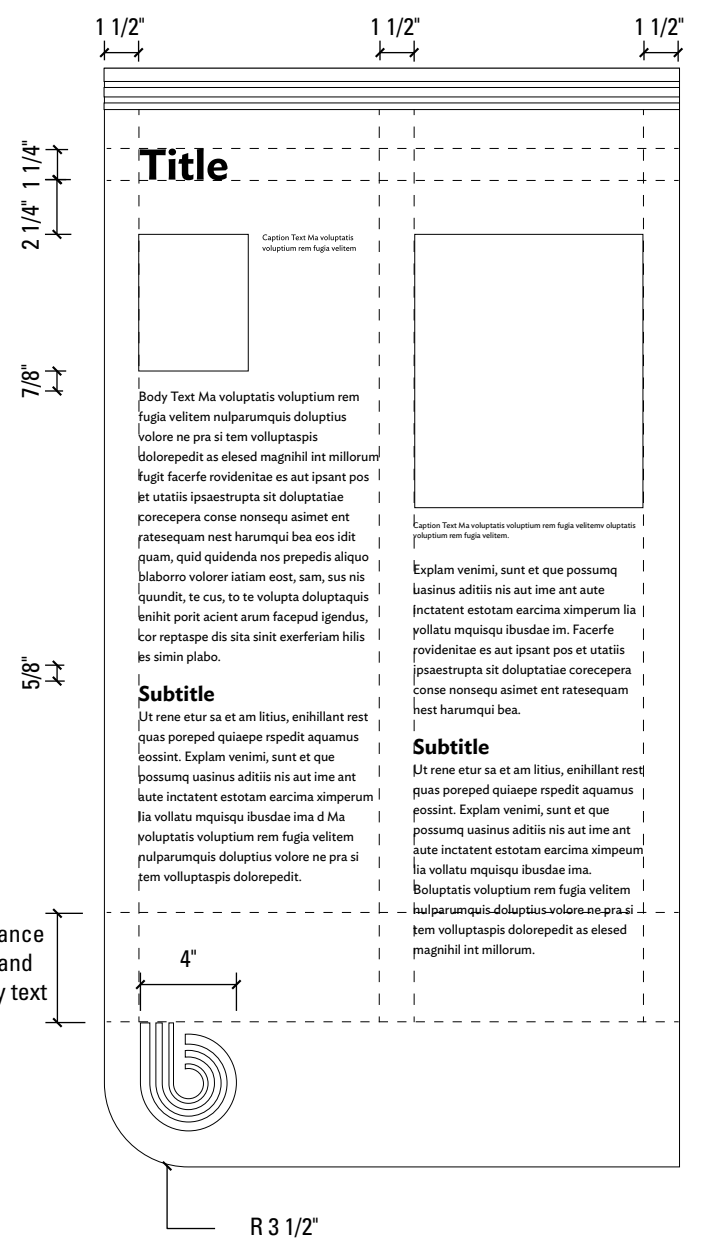 1 1/2"
1 1/2"
1 1/2"
1 1/4"
2 1/4"
7/8"
5/8"
Title
Caption Text Ma voluptatis
voluptium rem fugia velitem
Body Text Ma voluptatis voluptium rem
fugia velitem nulparumquis doluptius
volore ne pra si tem volluptaspis
dolorepedit as elesed magnihil int millorum
fugit facerfe rovidenitae es aut ipsant pos
et utatiis ipsaestrupta sit doluptatiae
corecepera conse nonsequ asimet ent
ratesequam nest harumqui bea eos idit
quam, quid quidenda nos prepedis aliquo
blaborro volorer iatiam eost, sam, sus nis
quundit, te cus, to te volupta doluptaquis
enihit porit acient arum facepud igendus,
cor reptaspe dis sita sinit exerferiam hilis
es simin plabo.
Subtitle
Ut rene etur sa et am litius, enihillant rest
quas poreped quiaepe rspedit aquamus
eossint. Explam venimi, sunt et que
possumq uasinus aditiis nis aut ime ant
aute inctatent estotam earcima ximperum
lia vollatu mquisqu ibusdae ima d Ma
voluptatis voluptium rem fugia velitem
nulparumquis doluptius volore ne pra si
tem volluptaspis dolorepedit.
Caption Text Ma voluptatis voluptium rem fugia velitemv oluptatis
voluptium rem fugia velitem.
Explam venimi, sunt et que possumq
uasinus aditiis nis aut ime ant aute
inctatent estotam earcima ximperum lia
vollatu mquisqu ibusdae im. Facerfe
rovidenitae es aut ipsant pos et utatiis
ipsaestrupta sit doluptatiae corecepera
conse nonsequ asimet ent ratesequam
nest harumqui bea.
Subtitle
Ut rene etur sa et am litius, enihillant rest
quas poreped quiaepe rspedit aquamus
eossint. Explam venimi, sunt et que
possumq uasinus aditiis nis aut ime ant
aute inctatent estotam earcima ximpeum
lia vollatu mquisqu ibusdae ima.
Boluptatis voluptium rem fugia velitem
nulparumquis doluptius volore ne pra si
tem volluptaspis dolorepedit as elesed
magnihil int millorum.
ance
and
y text
4"
R 3 1/2"